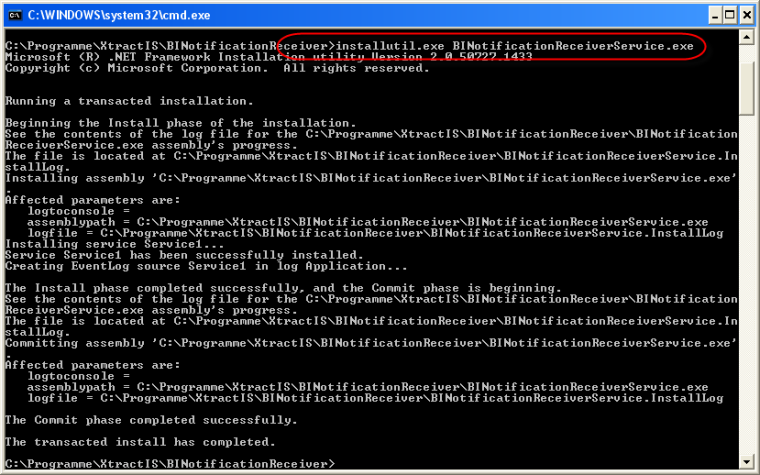 C:\WINDOWS\system32\cmd.exe
C:\Programme\XtractIS\BINotificationReceiver>installutil.exe BINotificationReceiverService.exe
Microsoft (R) .NET Framework Installation utility Version 2.0.50727.1433
Copyright (c) Microsoft Corporation.  All rights reserved.
Running a transacted installation.
Beginning the Install phase of the installation.
See the contents of the log file for the C:\Programme\XtractIS\BINotificationReceiver\BINotification
ReceiverService.exe assembly's progress.
The file is located at C:\Programme\XtractIS\BINotificationReceiver\BINotificationReceiverService.In
stallLog.
Installing assembly 'C:\Programme\XtractIS\BINotificationReceiver\BINotificationReceiverService.exe'
.
Affected parameters are:
   logtoconsole =
   assemblypath = C:\Programme\XtractIS\BINotificationReceiver\BINotificationReceiverService.exe
   logfile = C:\Programme\XtractIS\BINotificationReceiver\BINotificationReceiverService.InstallLog
Installing service Service1...
Service Service1 has been successfully installed.
Creating EventLog source Service1 in log Application...
The Install phase completed successfully, and the Commit phase is beginning.
See the contents of the log file for the C:\Programme\XtractIS\BINotificationReceiver\BINotification
ReceiverService.exe assembly's progress.
The file is located at C:\Programme\XtractIS\BINotificationReceiver\BINotificationReceiverService.In
stallLog.
Committing assembly 'C:\Programme\XtractIS\BINotificationReceiver\BINotificationReceiverService.exe'
.
Affected parameters are:
   logtoconsole =
   assemblypath = C:\Programme\XtractIS\BINotificationReceiver\BINotificationReceiverService.exe
   logfile = C:\Programme\XtractIS\BINotificationReceiver\BINotificationReceiverService.InstallLog
The Commit phase completed successfully.
The transacted install has completed.
C:\Programme\XtractIS\BINotificationReceiver>